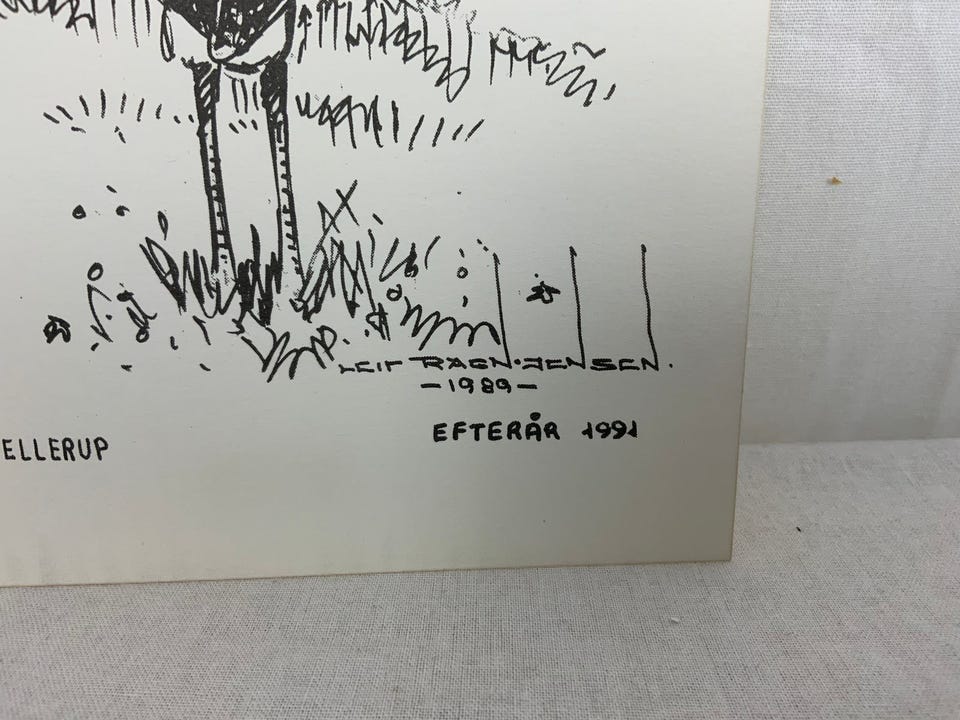 LEIF RAGN-JENSEN.
-1989-
EFTERÅR 1991
ELLERUP